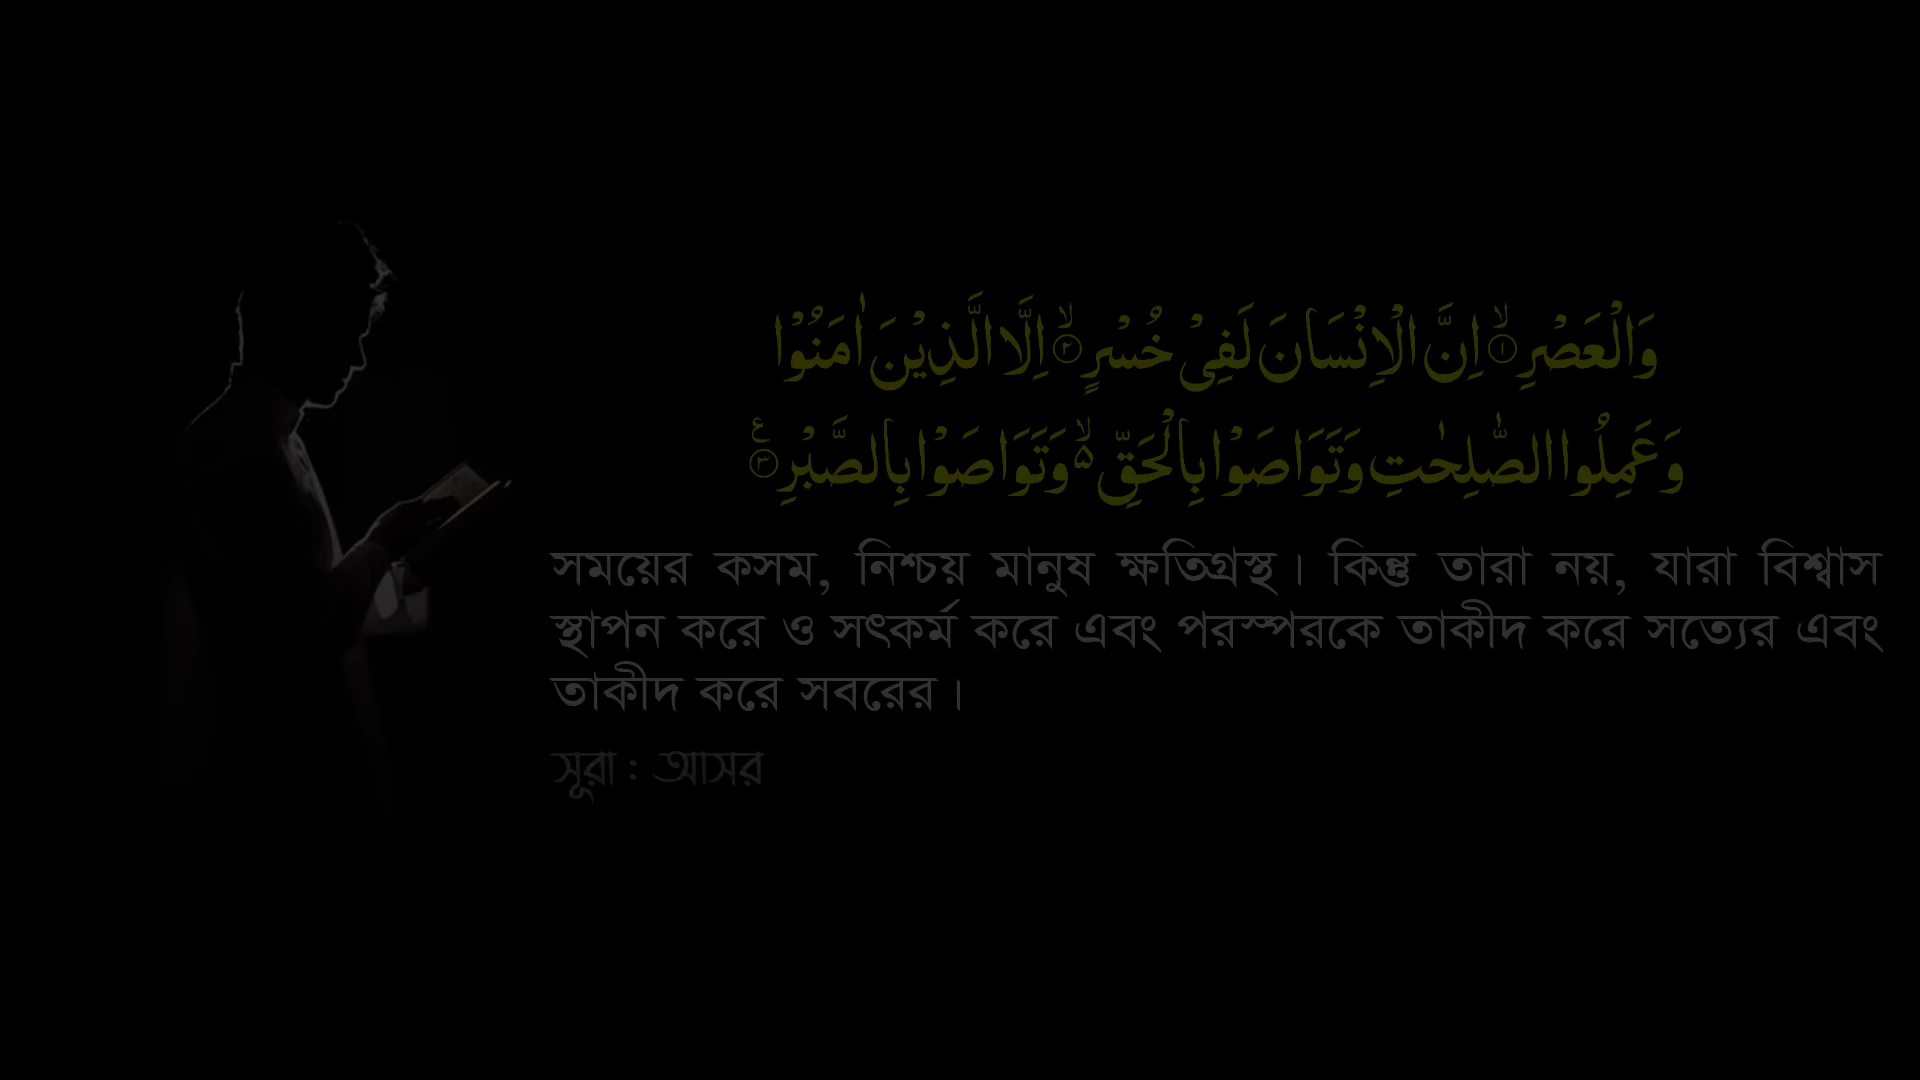 وَالْعَصْرِ ۙ﴿۱﴾ اِنَّ الْاِنْسَانَ لَفِیْ خُسْرٍ ۙ﴿۲﴾ اِلَّا الَّذِیْنَ اٰمَنُوْا
وَعَمِلُوا الصّٰلِحٰتِ وَتَوَاصَوْا بِالْحَقِّ ۙ۬ وَتَوَاصَوْا بِالصَّبْرِ ﴿۳﴾ع
সময়ের কসম, নিশ্চয় মানুষ ক্ষতিগ্রস্থ। কিন্তু তারা নয়, যারা বিশ্বাস
স্থাপন করে ও সৎকর্ম করে এবং পরস্পরকে তাকীদ করে সত্যের এবং
তাকীদ করে সবরের।
সূরা : আসর